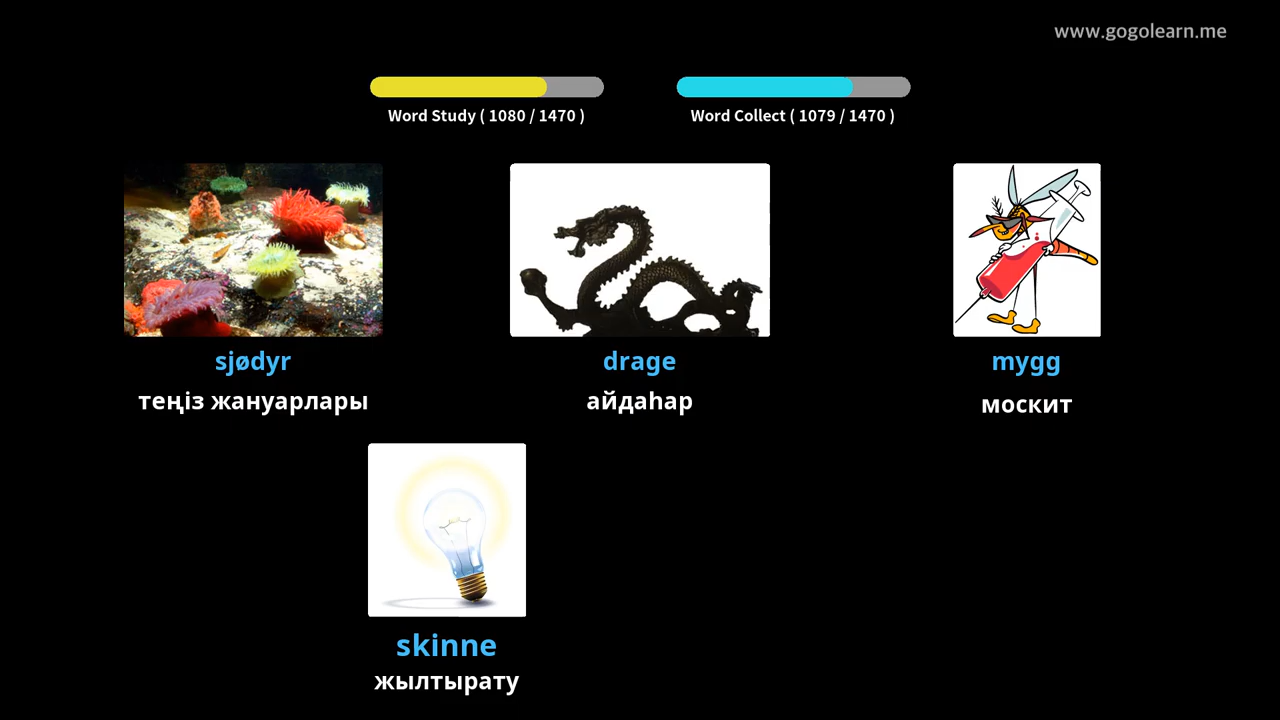 www.gogolearn.me
Word Study ( 1080 / 1470 )
Word Collect ( 1079 / 1470 )
sjødyr
drage
mygg
теңіз жануарлары
айдаһар
москит
skinne
жылтырату